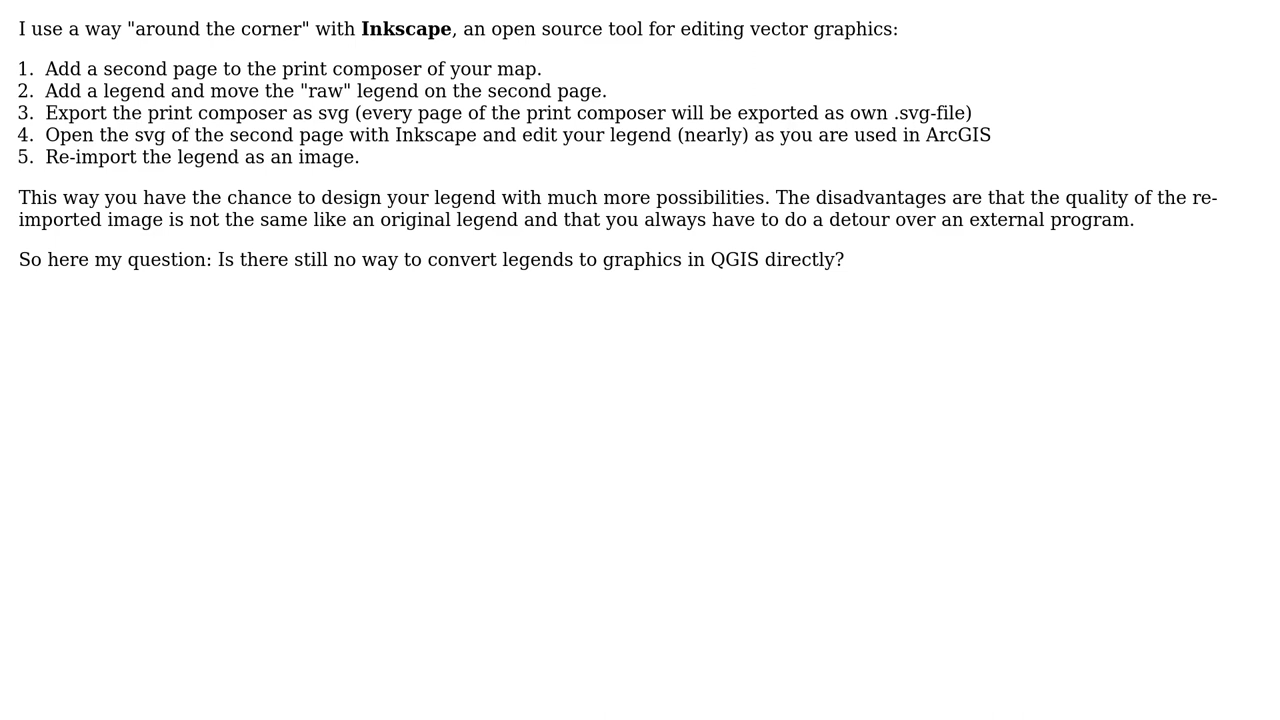 I use a way "around the corner" with Inkscape, an open source tool for editing vector graphics:
1. Add a second page to the print composer of your map.
2. Add a legend and move the "raw" legend on the second page.
3. Export the print composer as svg (every page of the print composer will be exported as own .svg-file)
4. Open the svg of the second page with Inkscape and edit your legend (nearly) as you are used in ArcGIS
5. Re-import the legend as an image.
This way you have the chance to design your legend with much more possibilities. The disadvantages are that the quality of the re-
imported image is not the same like an original legend and that you always have to do a detour over an external program.
So here my question: Is there still no way to convert legends to graphics in QGIS directly?